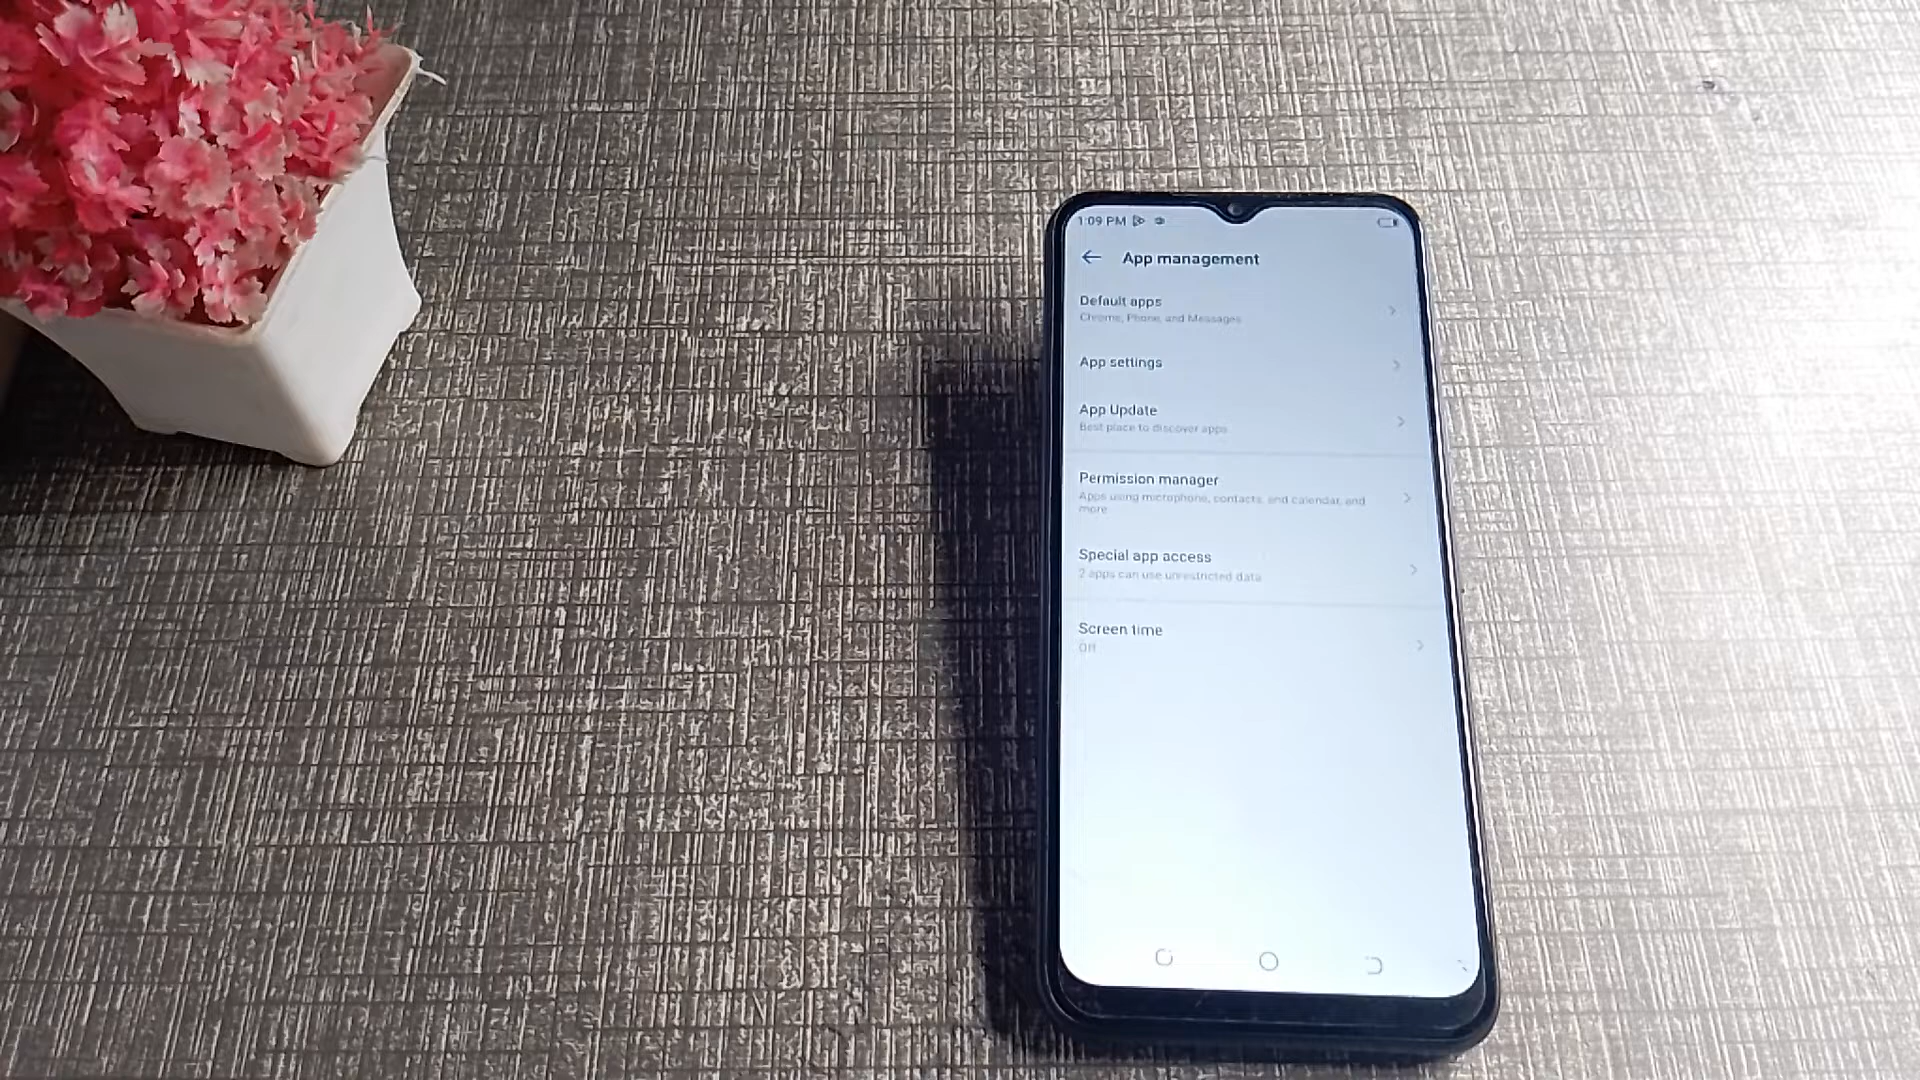 1:09 PM
App management
Default apps
Chrome, Phone, and Messages
App settings
App Update
Best place to discover apps
Permission manager
Apps using microphone, contacts, and calendar, and
more
Special app access
2 apps can use unrestricted data
Screen time
Off